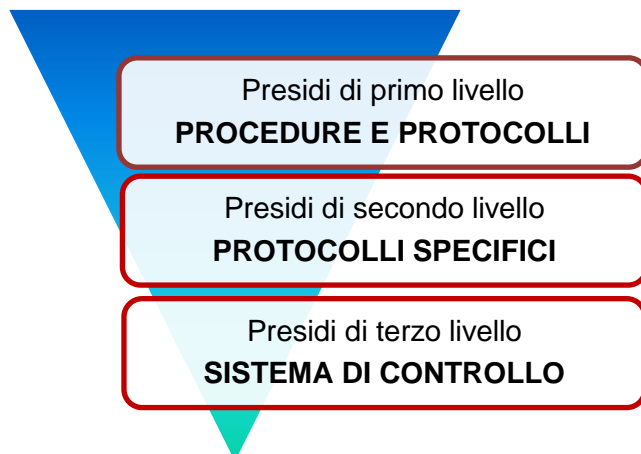 Presidi di primo livello
PROCEDURE E PROTOCOLLI
Presidi di secondo livello
PROTOCOLLI SPECIFICI
Presidi di terzo livello
SISTEMA DI CONTROLLO